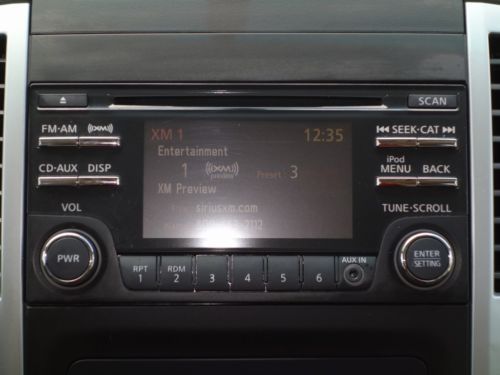 SCAN
FM·AM
XM
SEEK·CAT
XM 1
12:35
Entertainment
1
XM
Preset : 3
XM Preview
siriusxm.com
CD·AUX
DISP
iPod
MENU
BACK
VOL
TUNE·SCROLL
PWR
ENTER
SETTING
RPT
1
RDM
2
3
4
5
6
AUX IN